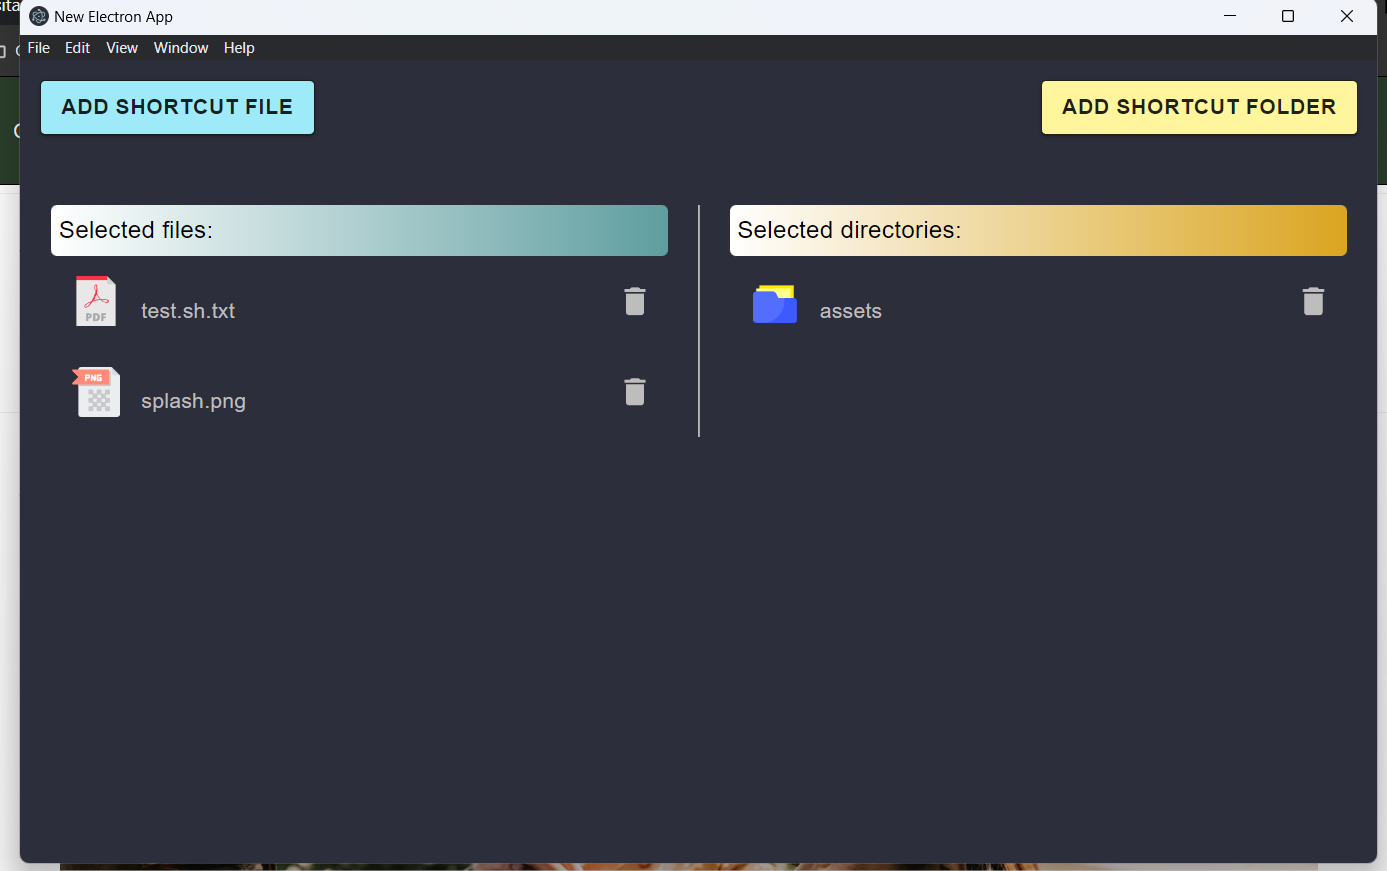 New Electron App
File Edit View Window Help
ADD SHORTCUT FILE
ADD SHORTCUT FOLDER
Selected files:
PDF
test.sh.txt
PNG
splash.png
Selected directories:
assets